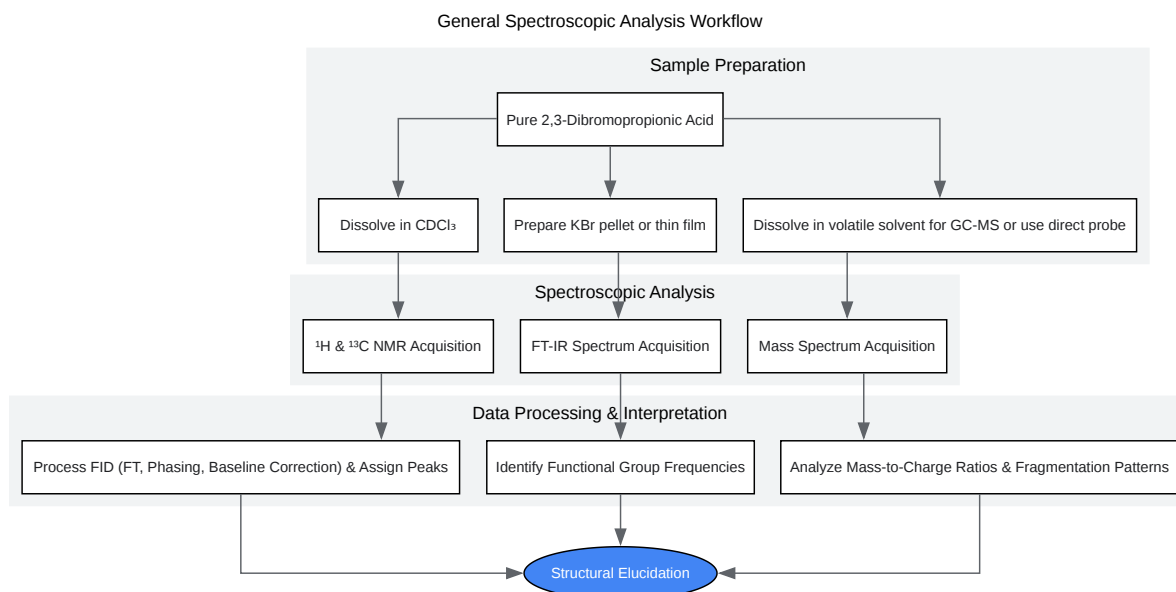 General Spectroscopic Analysis Workflow
Sample Preparation
Pure 2,3-Dibromopropionic Acid
Dissolve in CDCl₃
Prepare KBr pellet or thin film
Dissolve in volatile solvent for GC-MS or use direct probe
Spectroscopic Analysis
¹H & ¹³C NMR Acquisition
FT-IR Spectrum Acquisition
Mass Spectrum Acquisition
Data Processing & Interpretation
Process FID (FT, Phasing, Baseline Correction) & Assign Peaks
Identify Functional Group Frequencies
Analyze Mass-to-Charge Ratios & Fragmentation Patterns
Structural Elucidation